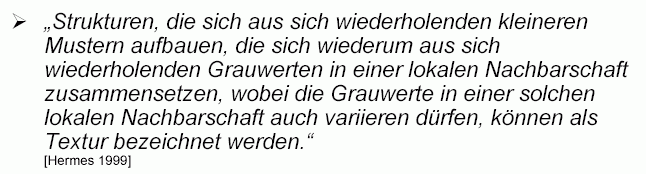 ➢ „Strukturen, die sich aus sich wiederholenden kleineren
Mustern aufbauen, die sich wiederum aus sich
wiederholenden Grauwerten in einer lokalen Nachbarschaft
zusammensetzen, wobei die Grauwerte in einer solchen
lokalen Nachbarschaft auch variieren dürfen, können als
Textur bezeichnet werden.“
[Hermes 1999]